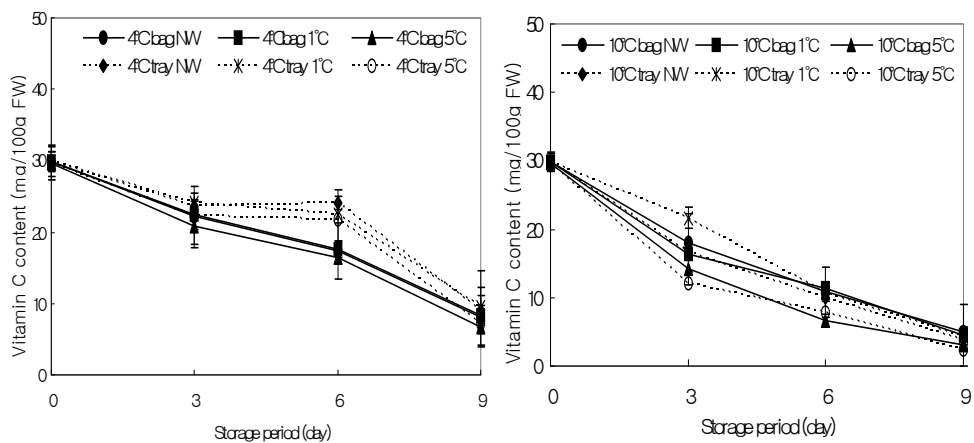 50
40
30
20
10
0
Vitamin C content (mg/100g FW)
4℃bag NW 4℃bag 1℃ 4℃bag 5℃
4℃tray NW 4℃tray 1℃ 4℃tray 5℃
0 3 6 9
Storage period (day)
50
40
30
20
10
0
Vitamin C content (mg/100g FW)
10℃bag NW 10℃bag 1℃ 10℃bag 5℃
10℃tray NW 10℃tray 1℃ 10℃tray 5℃
0 3 6 9
Storage period (day)